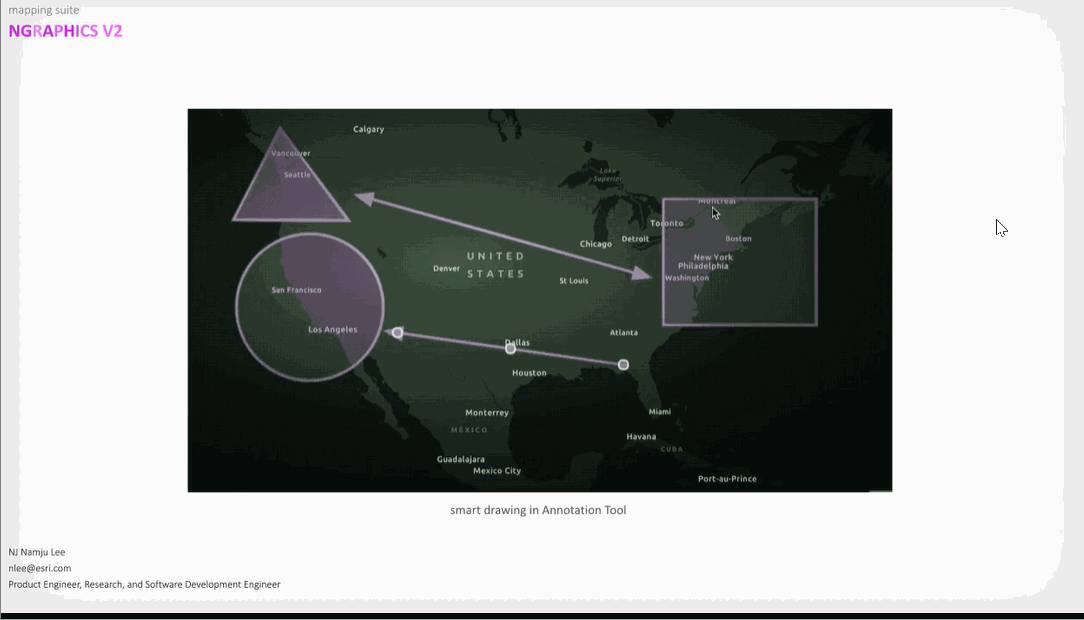 mapping suite
NGRAPHICS V2
Calgary
Vancouver
Seattle
Lake
Superior
Montreal
Toronto
Chicago
Detroit
Boston
UNITED
STATES
New York
Philadelphia
Denver
Washington
St Louis
San Francisco
Los Angeles
Atlanta
Dallas
Houston
Monterrey
Miami
MÉXICO
Havana
CUBA
Guadalajara
Mexico City
Port-au-Prince
smart drawing in Annotation Tool
NJ Namju Lee
nlee@esri.com
Product Engineer, Research, and Software Development Engineer